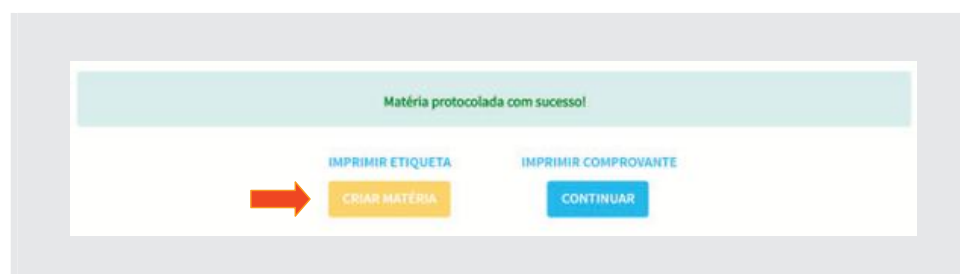 Matéria protocolada com sucesso!
IMPRIMIR ETIQUETA IMPRIMIR COMPROVANTE
CRIAR MATÉRIA CONTINUAR